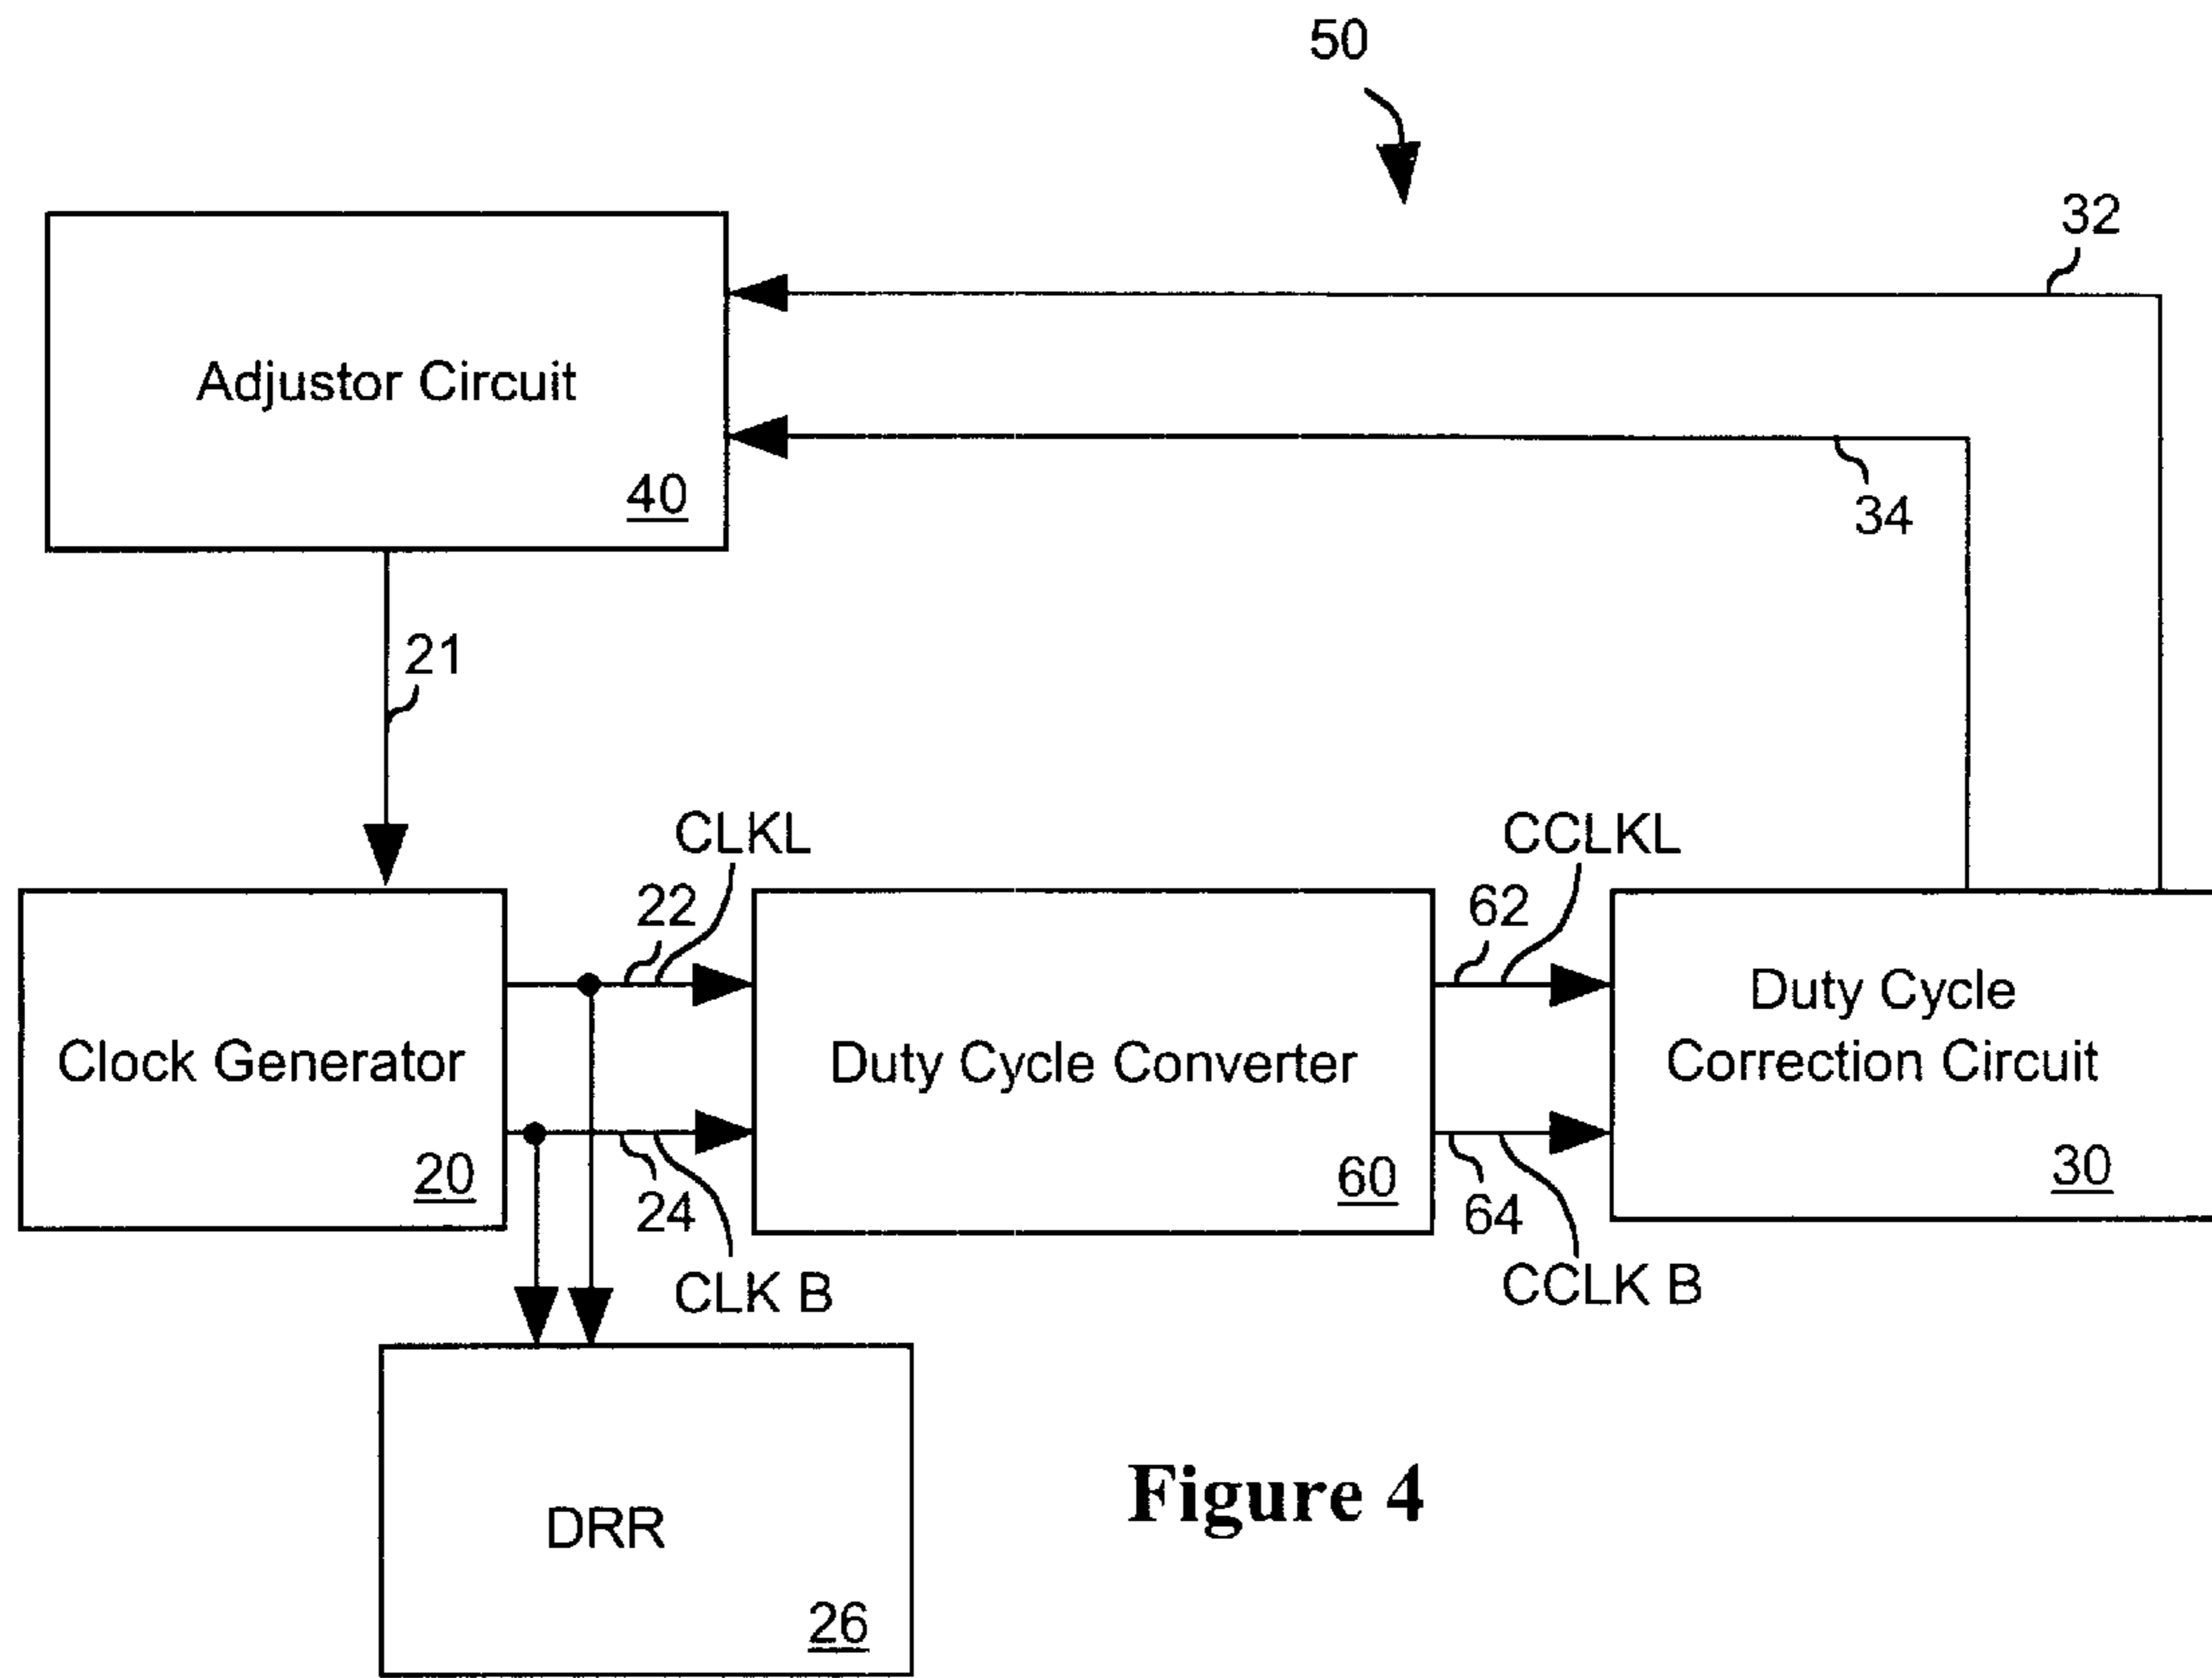 50
32
Adjustor Circuit
40
34
21
CLKL
CCLKL
22
62
Clock Generator
20
Duty Cycle Converter
60
Duty Cycle
Correction Circuit
30
24
64
CLK B
CCLK B
DRR
26
Figure 4